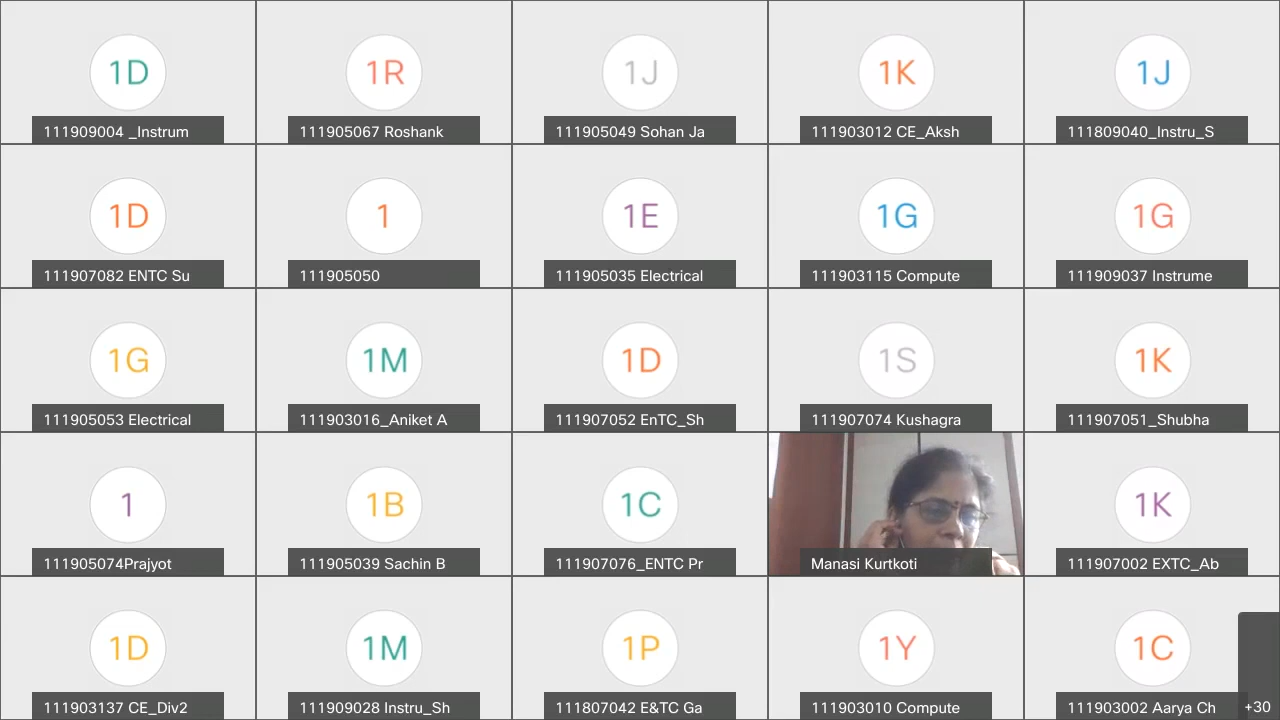 1D
111909004 _Instrum
1R
111905067 Roshank
1J
111905049 Sohan Ja
1K
111903012 CE_Aksh
1J
111809040_Instru_S
1D
111907082 ENTC Su
1
111905050
1E
111905035 Electrical
1G
111903115 Compute
1G
111909037 Instrume
1G
111905053 Electrical
1M
111903016_Aniket A
1D
111907052 EnTC_Sh
1S
111907074 Kushagra
1K
111907051_Shubha
1
111905074Prajyot
1B
111905039 Sachin B
1C
111907076_ENTC Pr
Manasi Kurtkoti
1K
111907002 EXTC_Ab
1D
111903137 CE_Div2
1M
111909028 Instru_Sh
1P
111807042 E&TC Ga
1Y
111903010 Compute
1C
111903002 Aarya Ch
+30